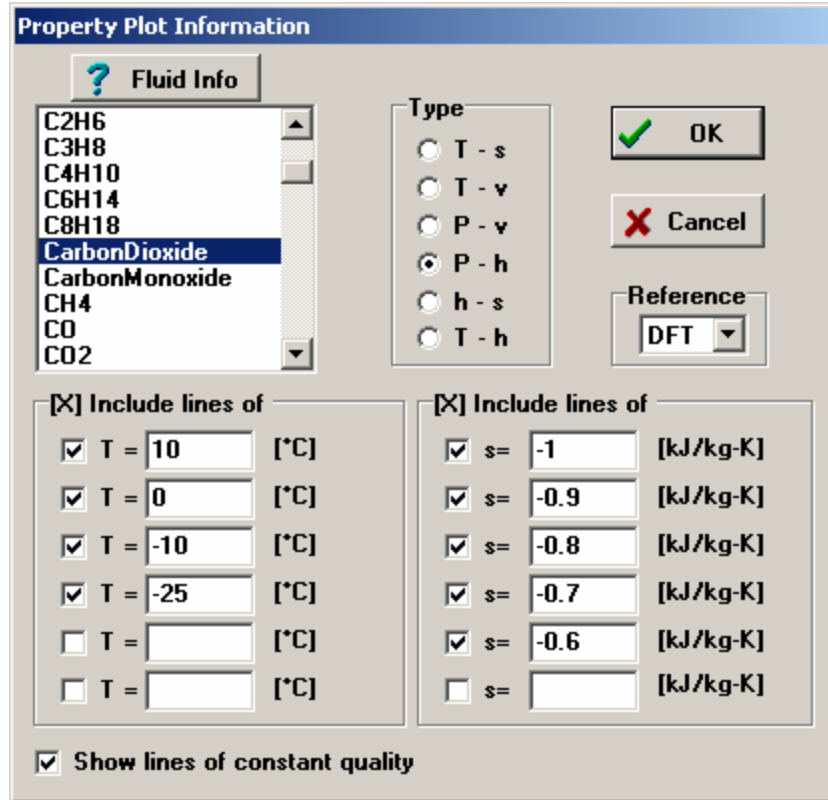 Property Plot Information
? Fluid Info
C2H6
C3H8
C4H10
C6H14
C8H18
CarbonDioxide
CarbonMonoxide
CH4
CO
CO2
Type
T - s
T - v
P - v
P - h
h - s
T - h
OK
Cancel
Reference
DFT
[X] Include lines of
T = 10 [°C]
T = 0 [°C]
T = -10 [°C]
T = -25 [°C]
T = [°C]
T = [°C]
[X] Include lines of
s= -1 [kJ/kg-K]
s= -0.9 [kJ/kg-K]
s= -0.8 [kJ/kg-K]
s= -0.7 [kJ/kg-K]
s= -0.6 [kJ/kg-K]
s= [kJ/kg-K]
Show lines of constant quality